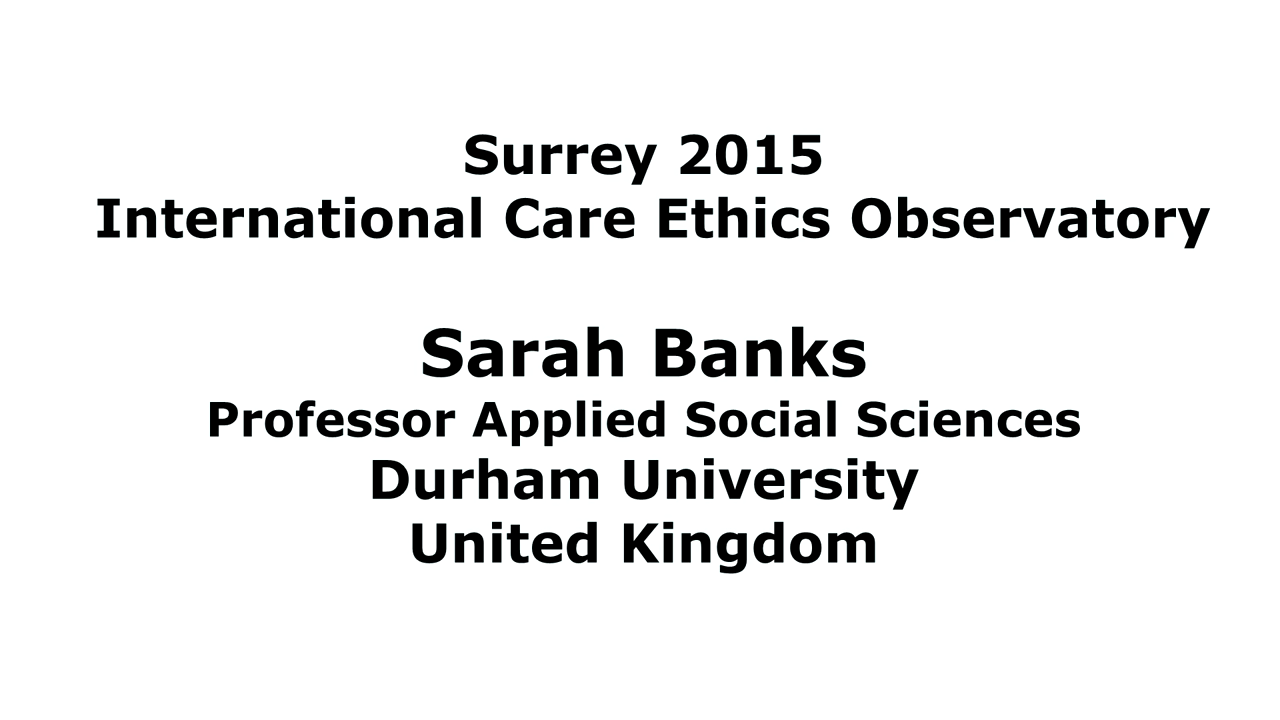 Surrey 2015
International Care Ethics Observatory
Sarah Banks
Professor Applied Social Sciences
Durham University
United Kingdom